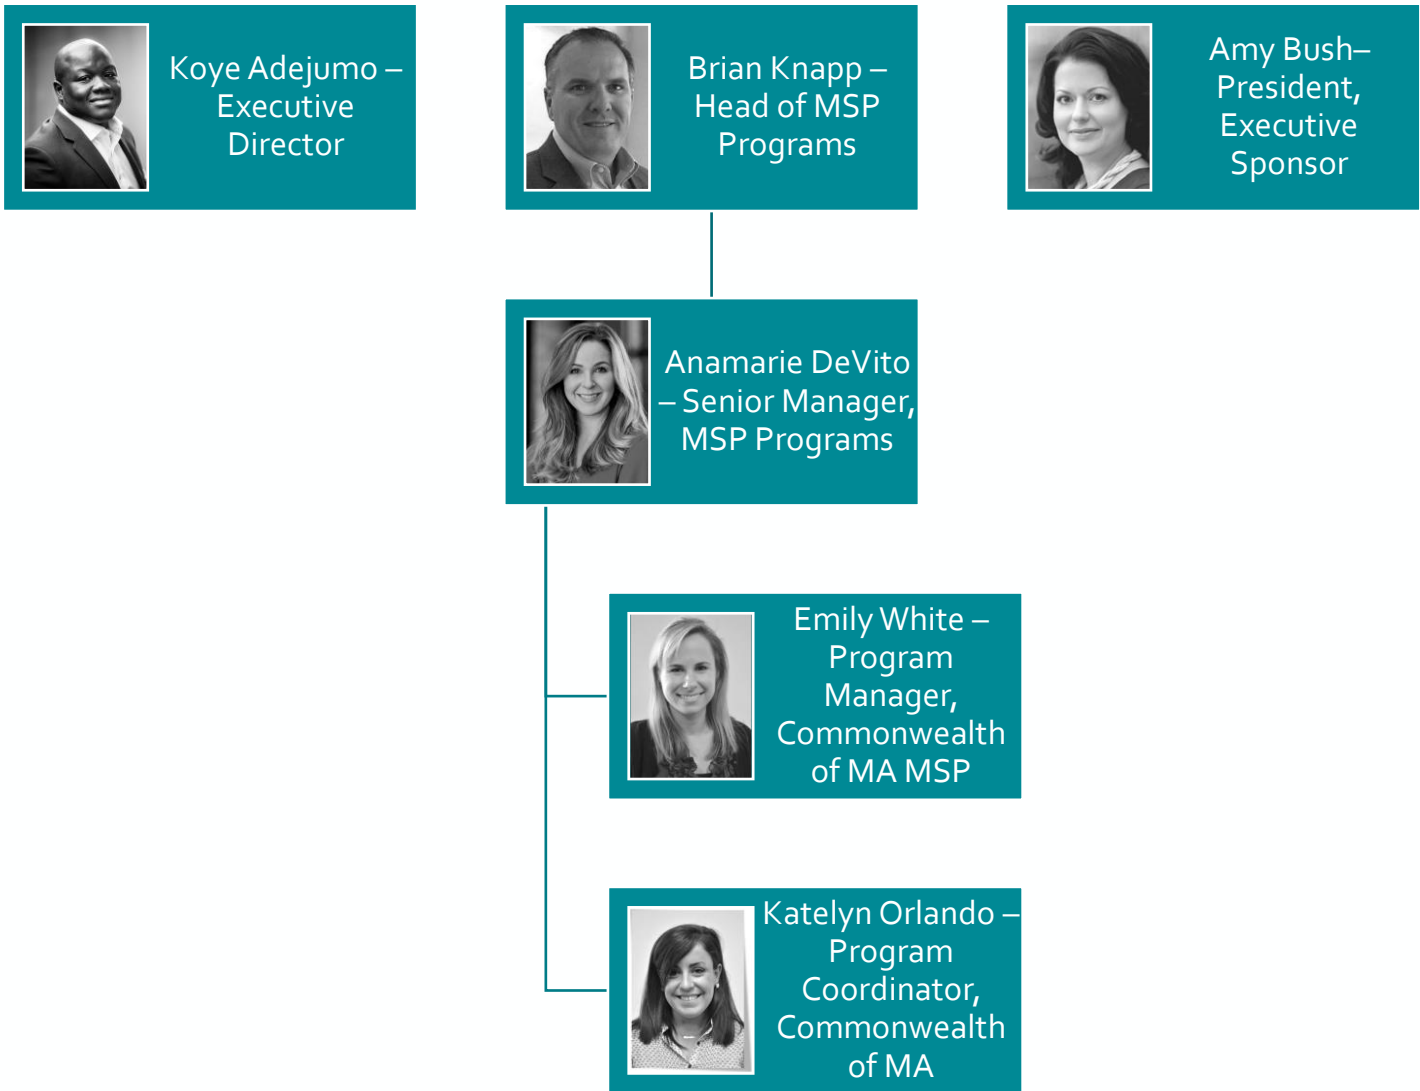 Koye Adejumo –
Executive
Director
Brian Knapp –
Head of MSP
Programs
Amy Bush–
President,
Executive
Sponsor
Anamarie DeVito
– Senior Manager,
MSP Programs
Emily White –
Program
Manager,
Commonwealth
of MA MSP
Katelyn Orlando –
Program
Coordinator,
Commonwealth
of MA